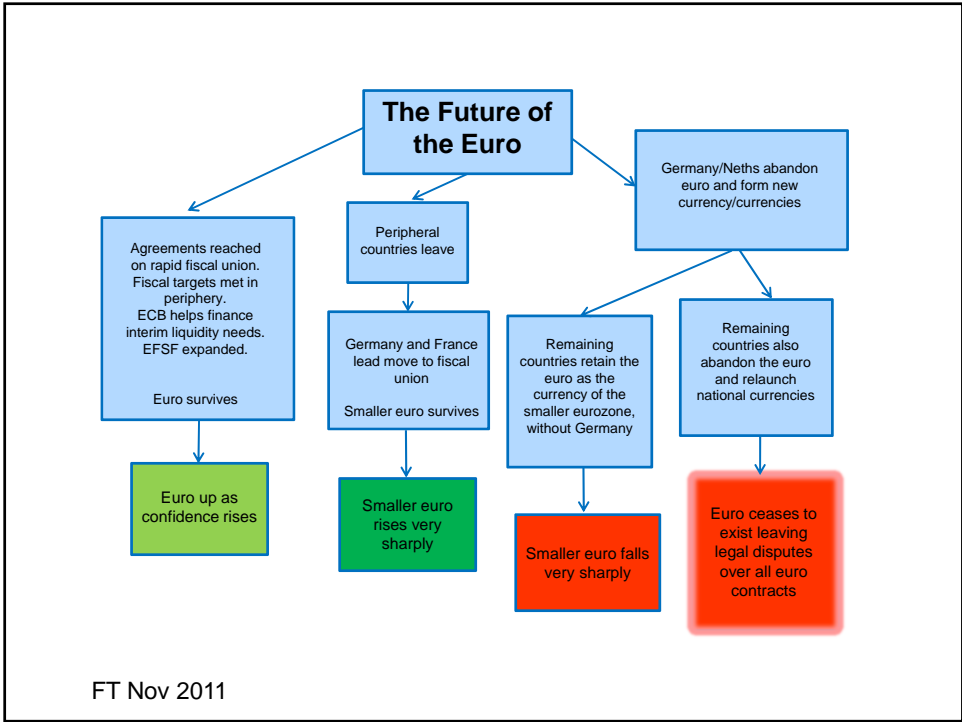 The Future of
the Euro
Germany/Neths abandon
euro and form new
currency/currencies
Agreements reached
on rapid fiscal union.
Fiscal targets met in
periphery.
ECB helps finance
interim liquidity needs.
EFSF expanded.
Euro survives
Peripheral
countries leave
Germany and France
lead move to fiscal
union
Smaller euro survives
Remaining
countries retain the
euro as the
currency of the
smaller eurozone,
without Germany
Remaining
countries also
abandon the euro
and relaunch
national currencies
Euro up as
confidence rises
Smaller euro
rises very
sharply
Smaller euro falls
very sharply
Euro ceases to
exist leaving
legal disputes
over all euro
contracts
FT Nov 2011